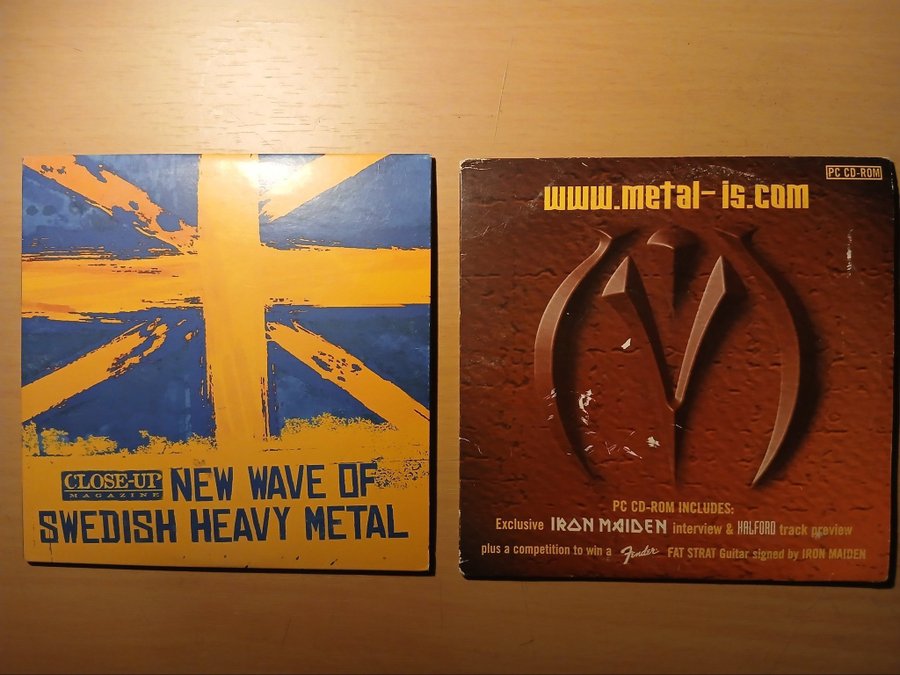 CLOSE-UP
MAGAZINE
NEW WAVE OF
SWEDISH HEAVY METAL
PC CD-ROM
www.metal-is.com
PC CD-ROM INCLUDES:
Exclusive IRON MAIDEN interview & HALFORD track preview
plus a competition to win a Fender FAT STRAT Guitar signed by IRON MAIDEN